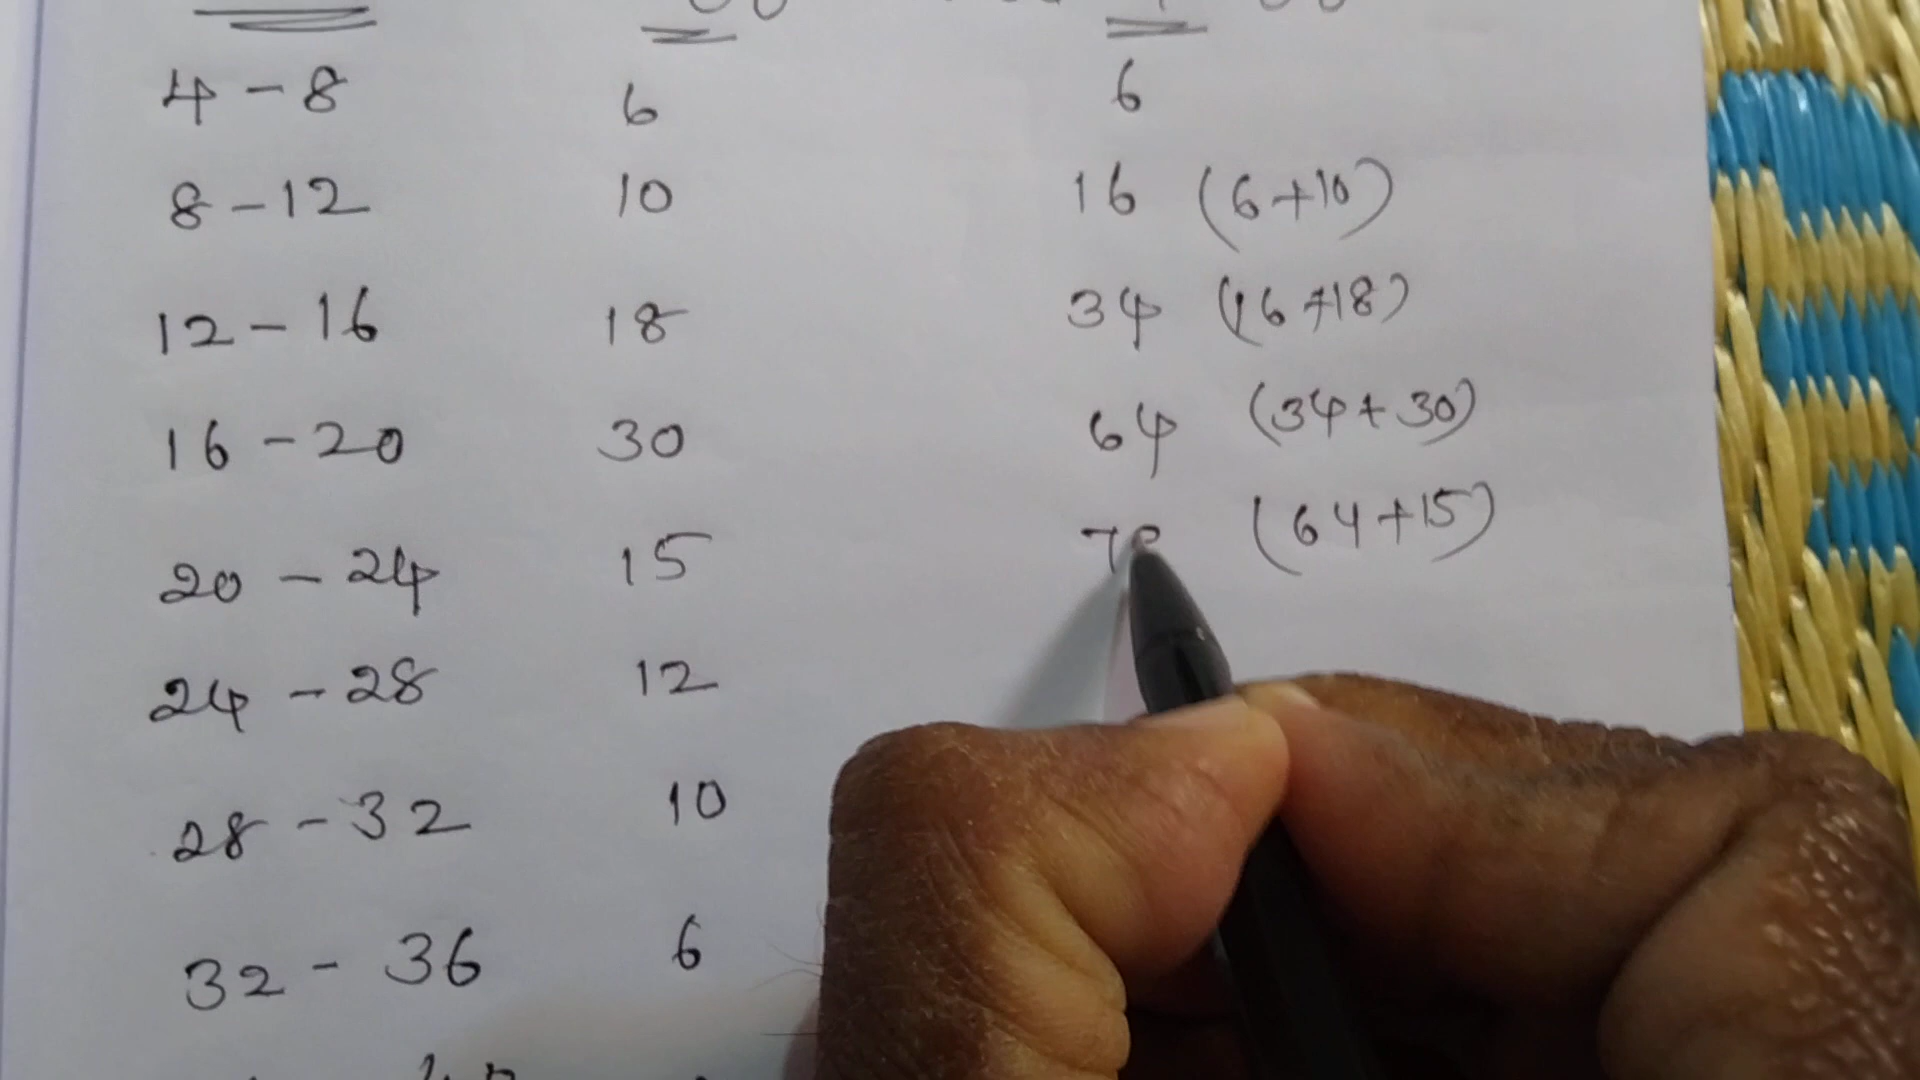 4 - 8 6 6
8 - 12 10 16 (6+10)
12 - 16 18 34 (16+18)
16 - 20 30 64 (34+30)
20 - 24 15 (64+15)
24 - 28 12
28 - 32 10
32 - 36 6